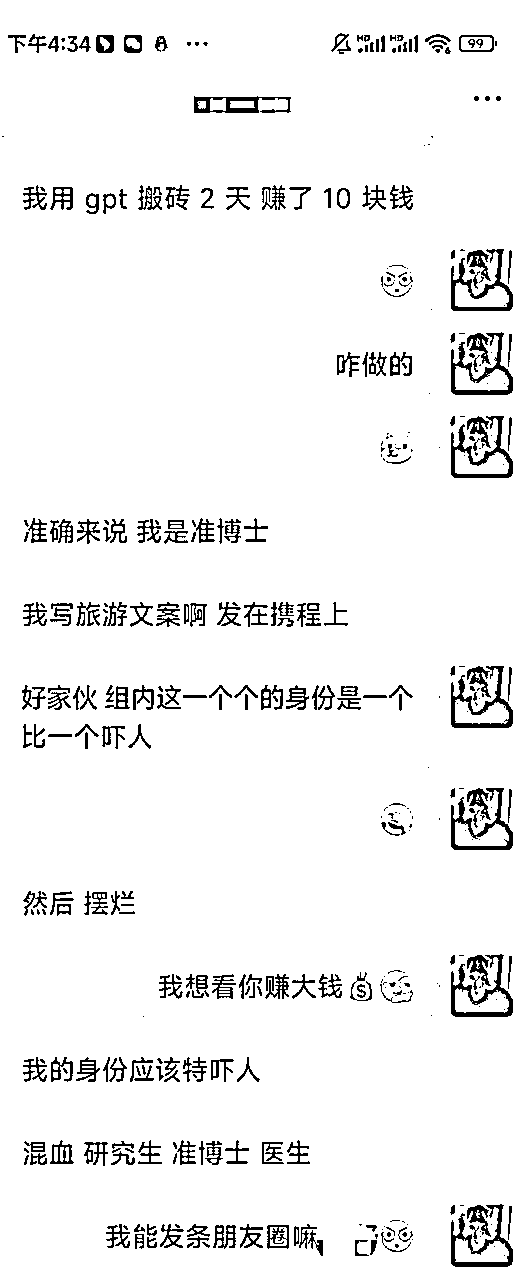 下午4:34
HD HD 99
我用 gpt 搬砖 2 天 赚了 10 块钱
咋做的
准确来说 我是准博士
我写旅游文案啊 发在携程上
好家伙 组内这一个个的身份是一个
比一个吓人
然后 摆烂
我想看你赚大钱💰
我的身份应该特吓人
混血 研究生 准博士 医生
我能发条朋友圈嘛